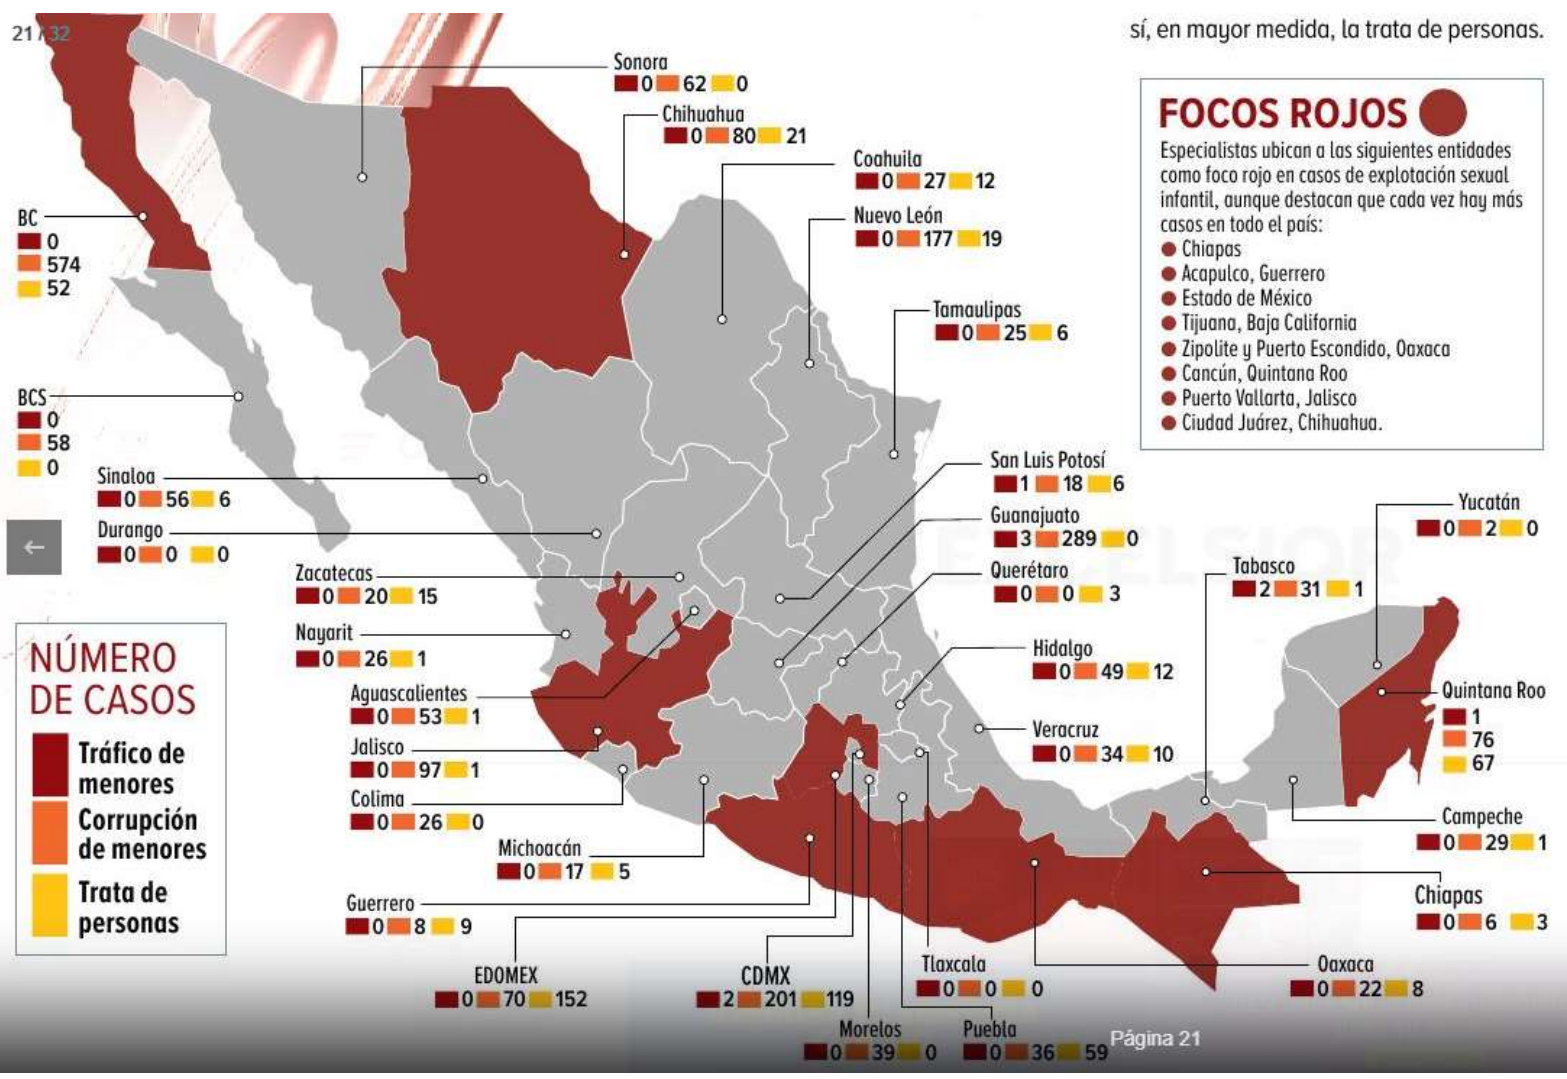 21 / 32
sí, en mayor medida, la trata de personas.
FOCOS ROJOS
Especialistas ubican a las siguientes entidades
como foco rojo en casos de explotación sexual
infantil, aunque destacan que cada vez hay más
casos en todo el país:
Chiapas
Acapulco, Guerrero
Estado de México
Tijuana, Baja California
Zipolite y Puerto Escondido, Oaxaca
Cancún, Quintana Roo
Puerto Vallarta, Jalisco
Ciudad Juárez, Chihuahua.
Sonora
0 62 0
Chihuahua
0 80 21
Coahuila
0 27 12
Nuevo León
0 177 19
Tamaulipas
0 25 6
BC
0
574
52
BCS
0
58
0
Sinaloa
0 56 6
Durango
0 0 0
Zacatecas
0 20 15
Nayarit
0 26 1
Aguascalientes
0 53 1
Jalisco
0 97 1
Colima
0 26 0
Michoacán
0 17 5
Guerrero
0 8 9
EDOMEX
0 70 152
CDMX
2 201 119
Morelos
0 39 0
Puebla
0 36 59
Tlaxcala
0 0 0
Oaxaca
0 22 8
San Luis Potosí
1 18 6
Guanajuato
3 289 0
Querétaro
0 0 3
Hidalgo
0 49 12
Veracruz
0 34 10
Tabasco
2 31 1
Yucatán
0 2 0
Quintana Roo
1
76
67
Campeche
0 29 1
Chiapas
0 6 3
NÚMERO
DE CASOS
Tráfico de
menores
Corrupción
de menores
Trata de
personas
EXCELSIOR
Página 21